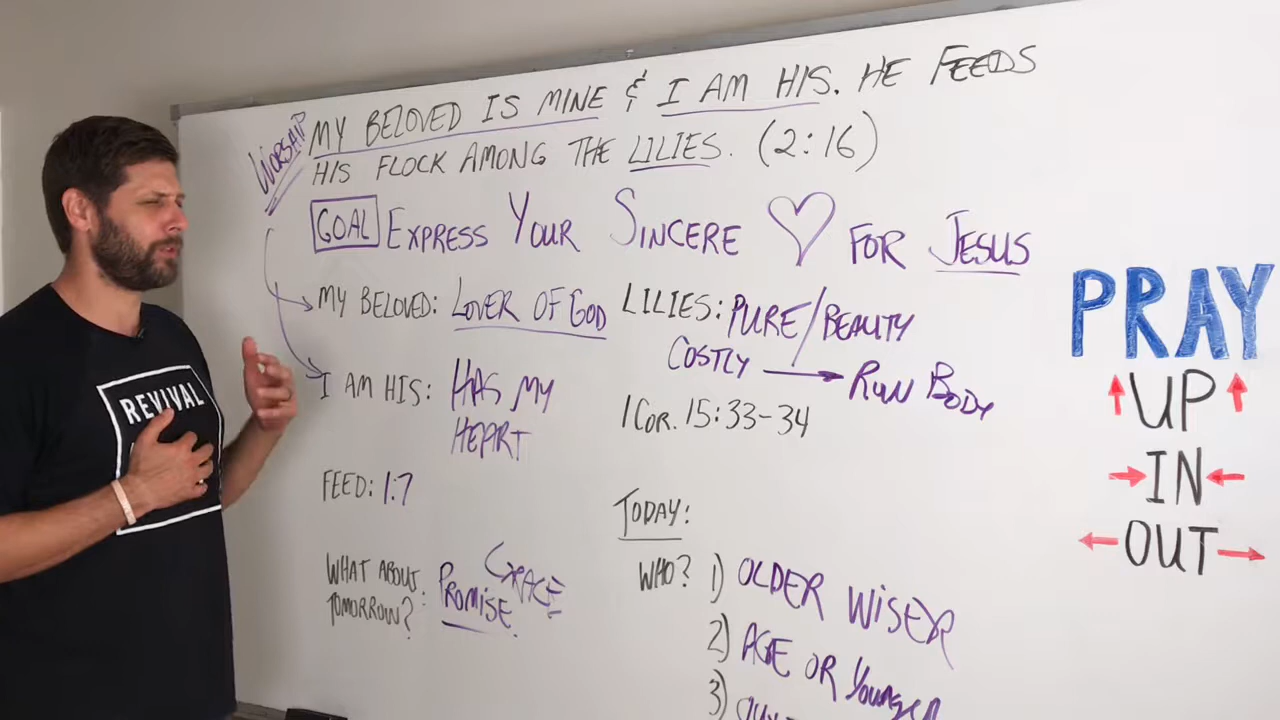 WORSHIP
MY BELOVED IS MINE & I AM HIS. HE FEEDS
HIS FLOCK AMONG THE LILIES. (2:16)
GOAL EXPRESS YOUR SINCERE ♡ FOR JESUS
MY BELOVED: LOVER OF GOD
I AM HIS: HAS MY
HEART
FEED: 1:7
WHAT ABOUT
TOMORROW? : PROMISE GRACE
LILIES: PURE/BEAUTY
COSTLY → RUN BODY
1 COR. 15:33-34
TODAY:
WHO? 1) OLDER WISER
2) AGE OR YOUNGER
3)
PRAY
↑ UP ↑
→ IN ←
← OUT →
REVIVAL